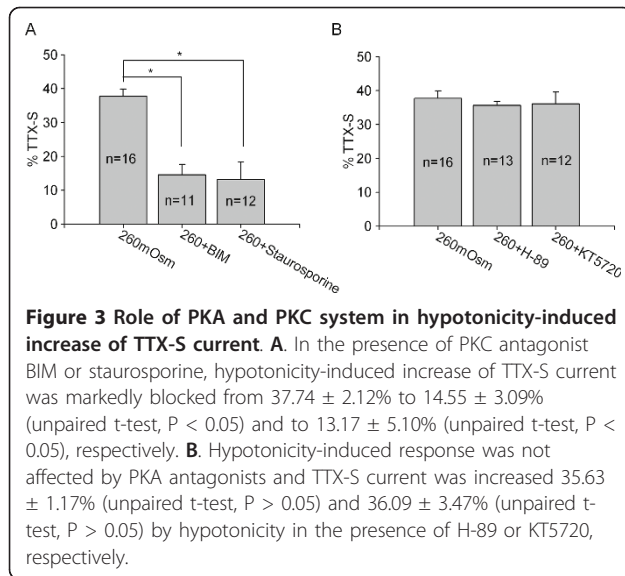 A
B
*
*
50
40
30
20
10
0
% TTX-S
n=16
n=11
n=12
260mOsm
260+BIM
260+Staurosporine
50
40
30
20
10
0
% TTX-S
n=16
n=13
n=12
260mOsm
260+H-89
260+KT5720
Figure 3 Role of PKA and PKC system in hypotonicity-induced
increase of TTX-S current. A. In the presence of PKC antagonist
BIM or staurosporine, hypotonicity-induced increase of TTX-S current
was markedly blocked from 37.74 ± 2.12% to 14.55 ± 3.09%
(unpaired t-test, P < 0.05) and to 13.17 ± 5.10% (unpaired t-test, P <
0.05), respectively. B. Hypotonicity-induced response was not
affected by PKA antagonists and TTX-S current was increased 35.63
± 1.17% (unpaired t-test, P > 0.05) and 36.09 ± 3.47% (unpaired t-
test, P > 0.05) by hypotonicity in the presence of H-89 or KT5720,
respectively.